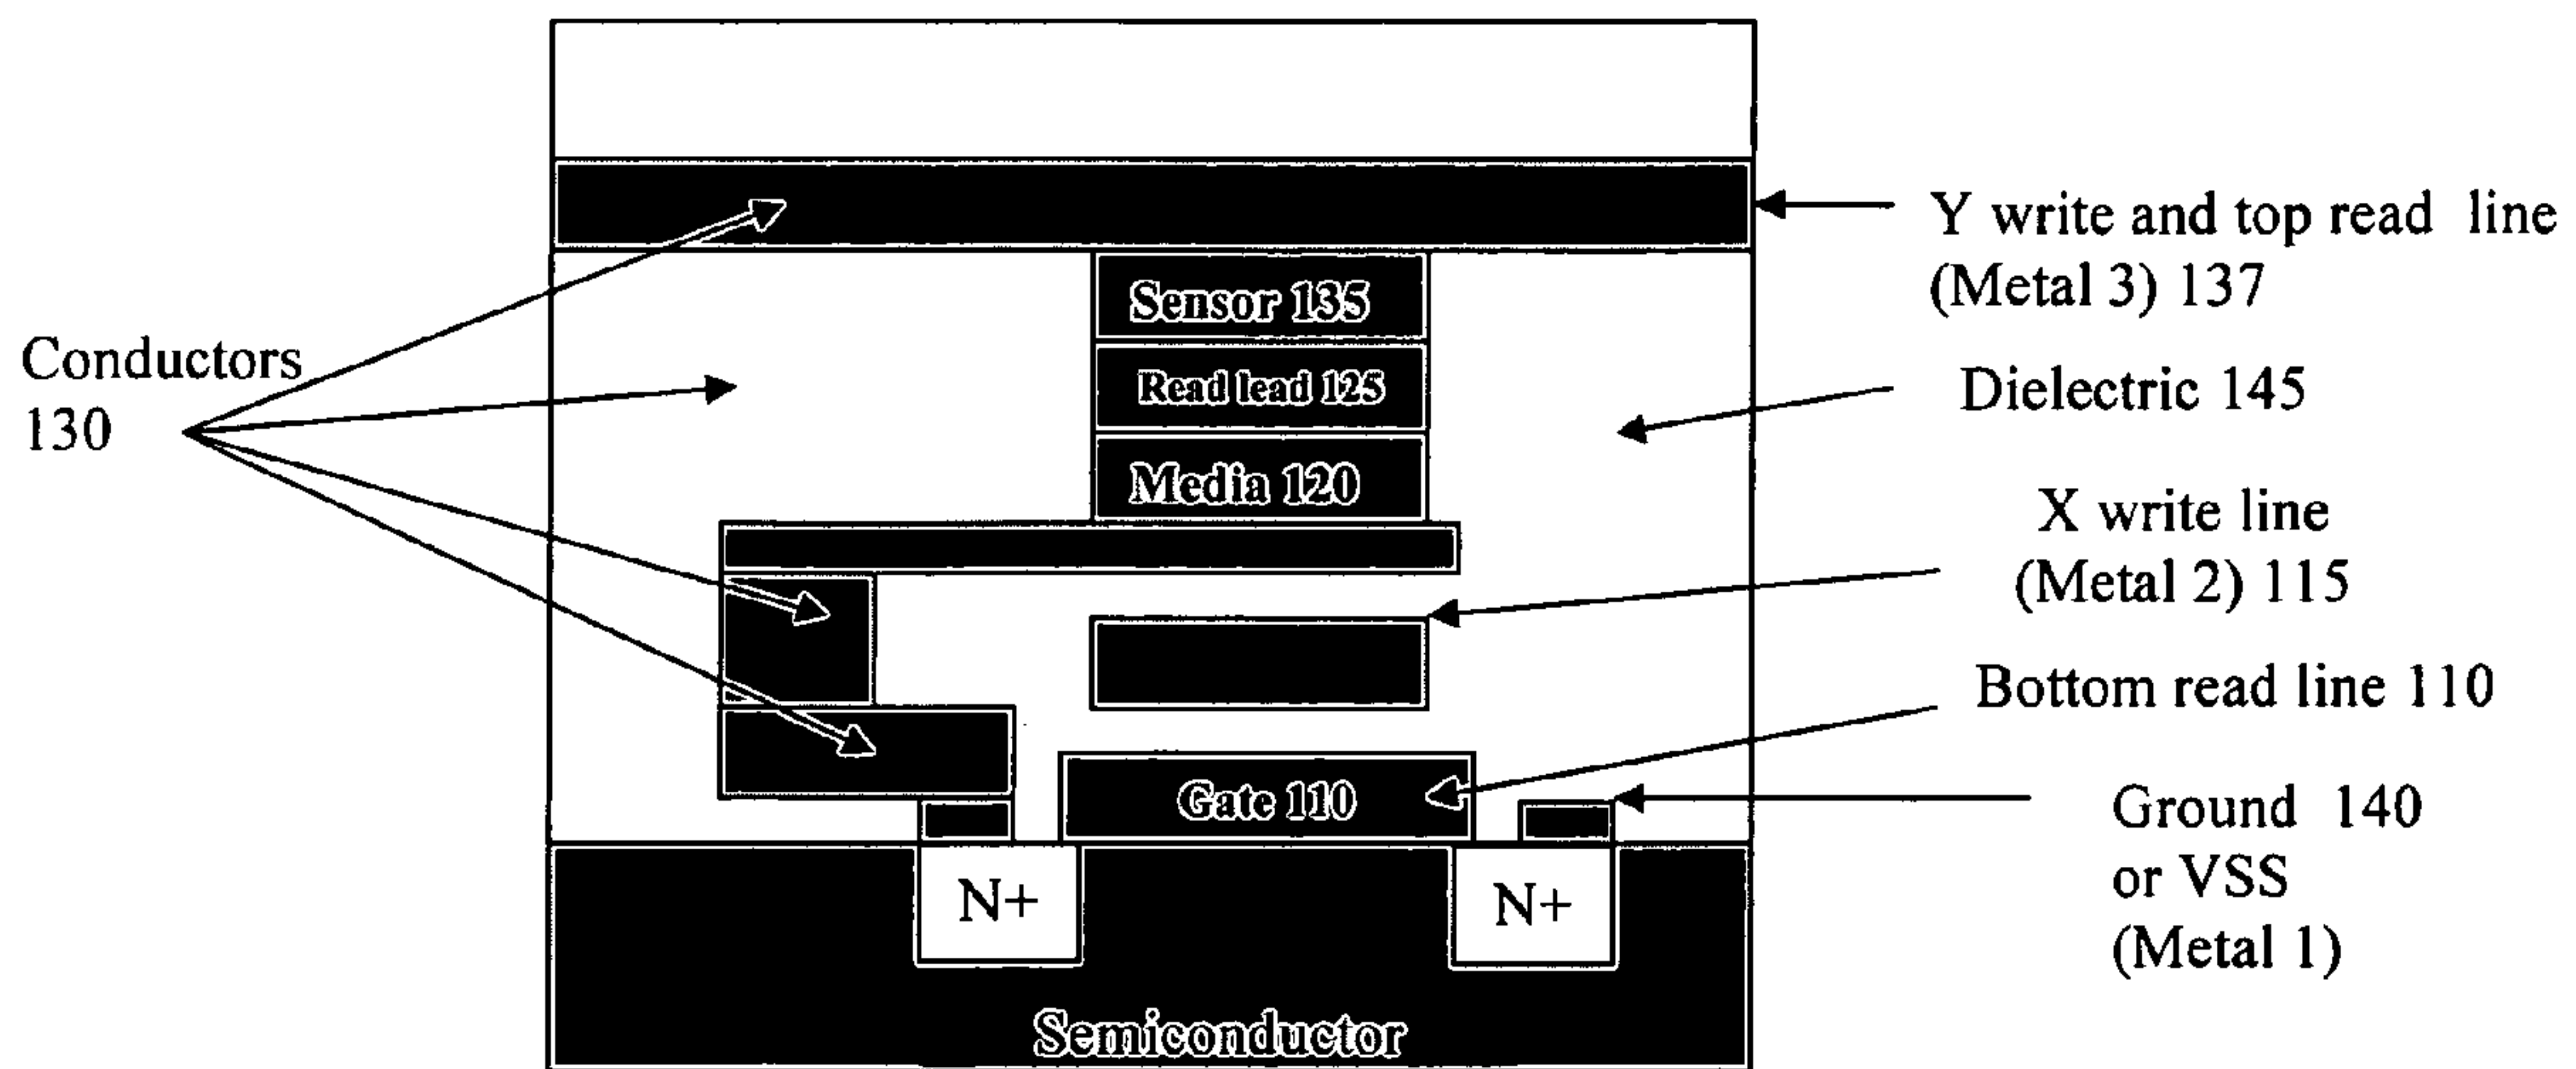 Y write and top read line
(Metal 3) 137
Sensor 135
Conductors
130
Read lead 125
Dielectric 145
Media 120
X write line
(Metal 2) 115
Bottom read line 110
Gate 110
Ground 140
or VSS
(Metal 1)
N+
N+
Semiconductor